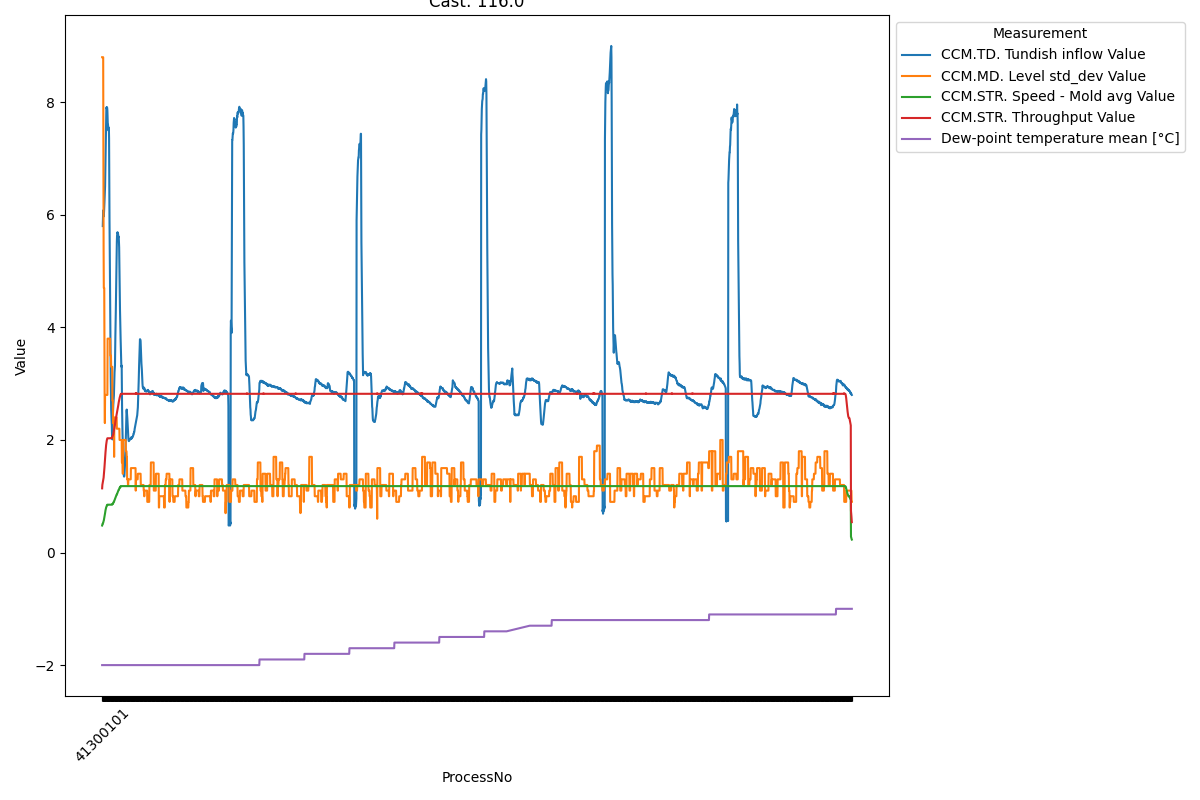 Cast: 116.0
Measurement
CCM.TD. Tundish inflow Value
CCM.MD. Level std_dev Value
CCM.STR. Speed - Mold avg Value
CCM.STR. Throughput Value
Dew-point temperature mean [°C]
8
6
4
2
0
−2
Value
41300101
ProcessNo